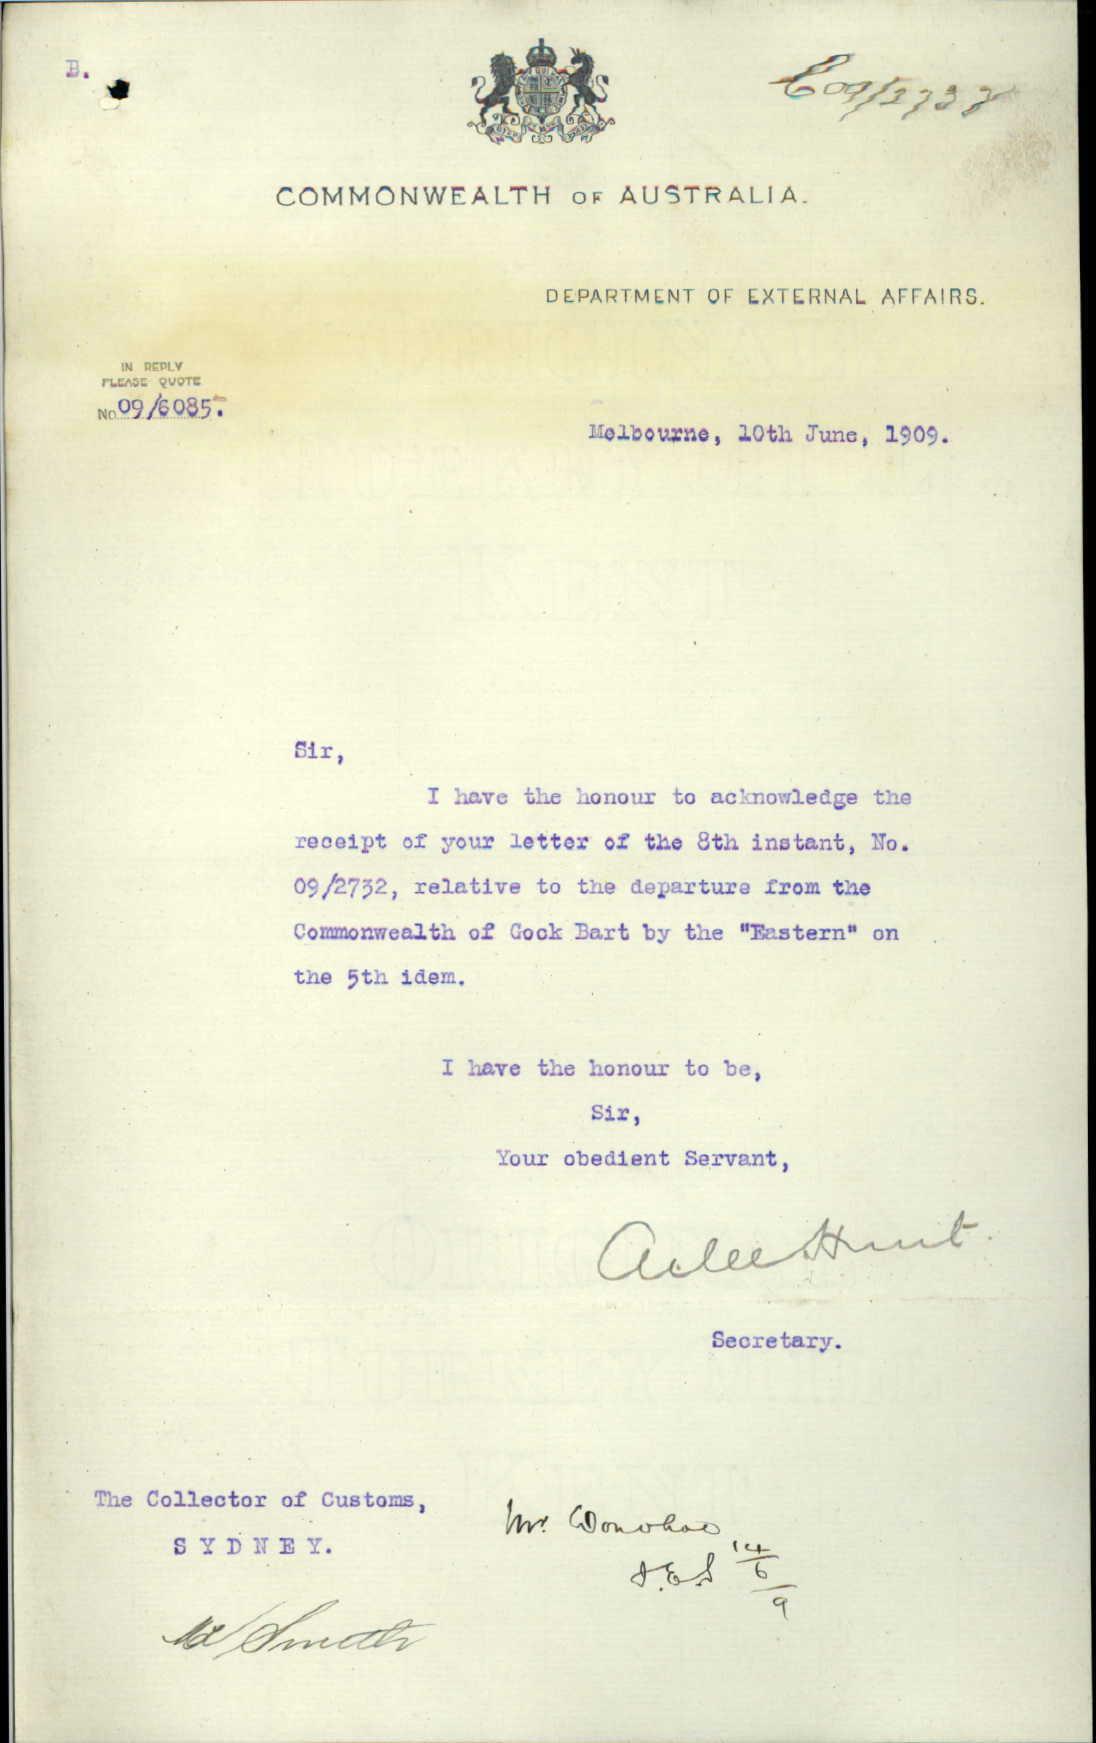 B.
C 09/2732
COMMONWEALTH OF AUSTRALIA.
DEPARTMENT OF EXTERNAL AFFAIRS.
IN REPLY
PLEASE QUOTE
No 09/6085.
Melbourne, 10th June, 1909.
Sir,
I have the honour to acknowledge the
receipt of your letter of the 8th instant, No.
09/2732, relative to the departure from the
Commonwealth of Gock Bart by the "Eastern" on
the 5th idem.
I have the honour to be,
Sir,
Your obedient Servant,
Atlee Hunt.
Secretary.
The Collector of Customs,
SYDNEY.
Mr. Donohoe
14/6/9
Mr Smith